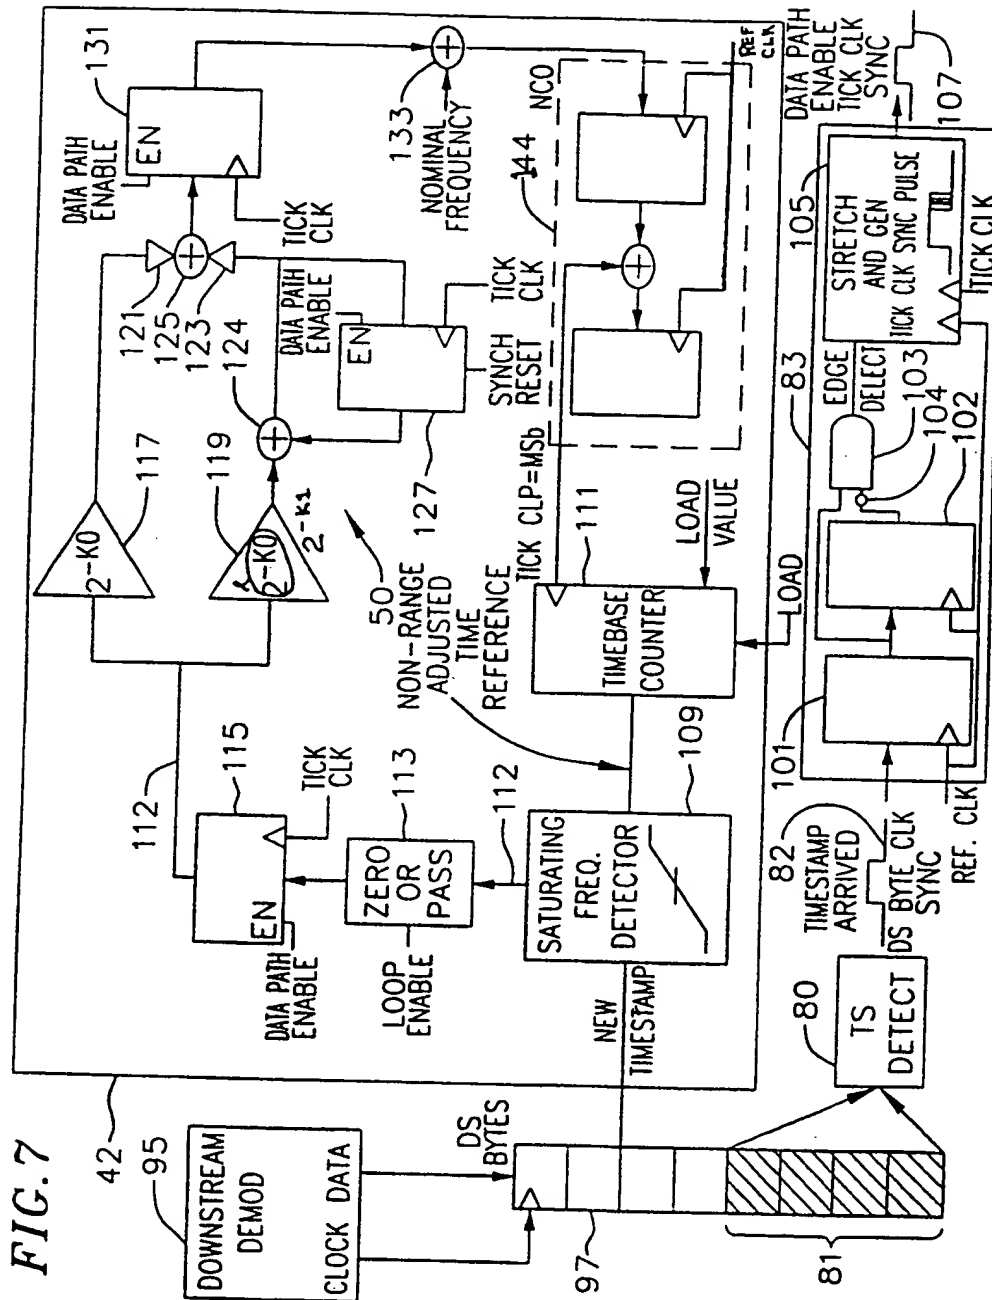 FIG. 7
42
95
DOWNSTREAM
DEMOD
CLOCK DATA
DS
BYTES
97
81
NEW
TIMESTAMP
SATURATING
FREQ.
DETECTOR
109
112
ZERO
OR
PASS
113
LOOP
ENABLE
EN
115
DATA PATH
ENABLE
TICK
CLK
112
2-K0
117
2-K0
2-K1
119
50
NON-RANGE
ADJUSTED
TIME
REFERENCE
TIMEBASE
COUNTER
111
LOAD
VALUE
LOAD
TICK CLP=MSb
124
121
125
123
DATA PATH
ENABLE
EN
127
SYNCH
RESET
TICK
CLK
DATA PATH
ENABLE
EN
131
TICK
CLK
133
NOMINAL
FREQUENCY
144
NCO
REF
CLK
80
TS
DETECT
TIMESTAMP
ARRIVED
82
DS BYTE CLK
SYNC
REF. CLK
101
102
104
103
83
EDGE
DELECT
105
STRETCH
AND GEN
TICK CLK SYNC PULSE
TICK CLK
DATA PATH
ENABLE
TICK CLK
SYNC
107